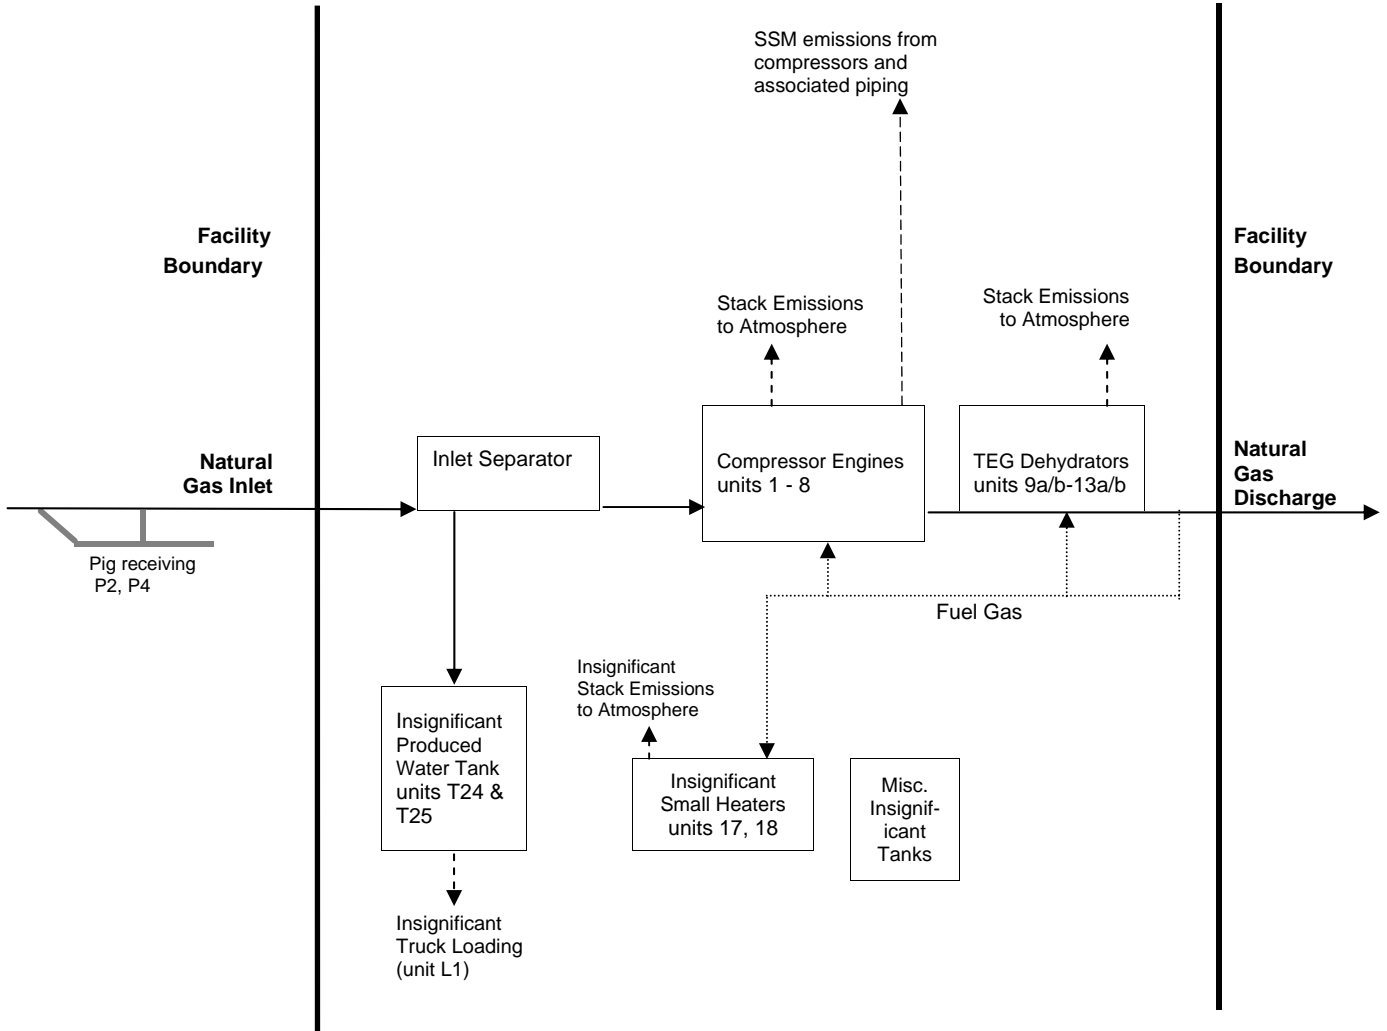 SSM emissions from
compressors and
associated piping
Facility
Boundary
Facility
Boundary
Stack Emissions
to Atmosphere
Stack Emissions
to Atmosphere
Natural
Gas Inlet
Inlet Separator
Compressor Engines
units 1 - 8
TEG Dehydrators
units 9a/b-13a/b
Natural
Gas
Discharge
Pig receiving
P2, P4
Fuel Gas
Insignificant
Stack Emissions
to Atmosphere
Insignificant
Produced
Water Tank
units T24 &
T25
Insignificant
Small Heaters
units 17, 18
Misc.
Insignif-
icant
Tanks
Insignificant
Truck Loading
(unit L1)